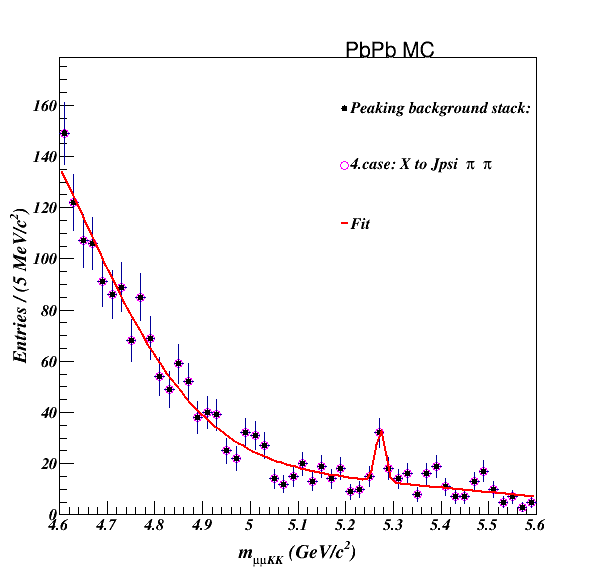 PbPb MC
Peaking background stack:
4.case: X to Jpsi π π
Fit
Entries / (5 MeV/c²)
160
140
120
100
80
60
40
20
0
4.6 4.7 4.8 4.9 5 5.1 5.2 5.3 5.4 5.5 5.6
m_μμKK (GeV/c²)